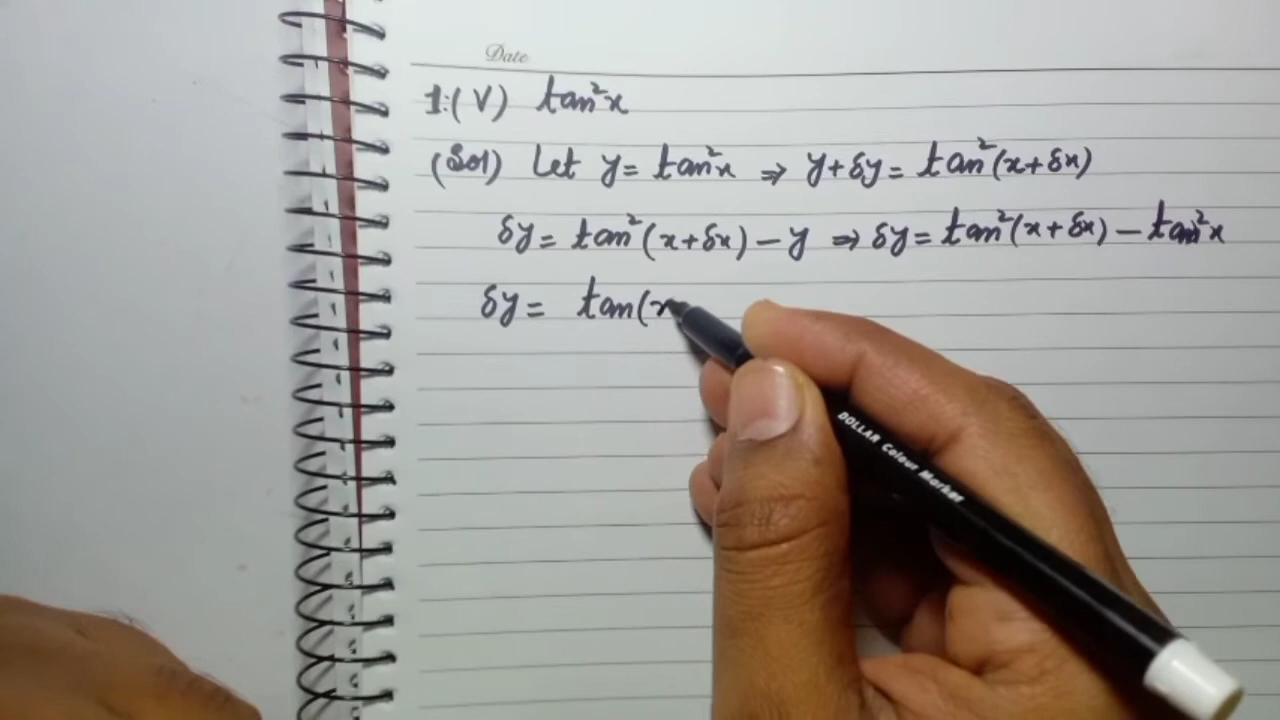 Date
1:(V) tan²x
(Sol) Let y = tan²x ⇒ y+δy = tan²(x+δx)
δy = tan²(x+δx) − y ⇒ δy = tan²(x+δx) − tan²x
δy = tan(x
DOLLAR Colour Marker